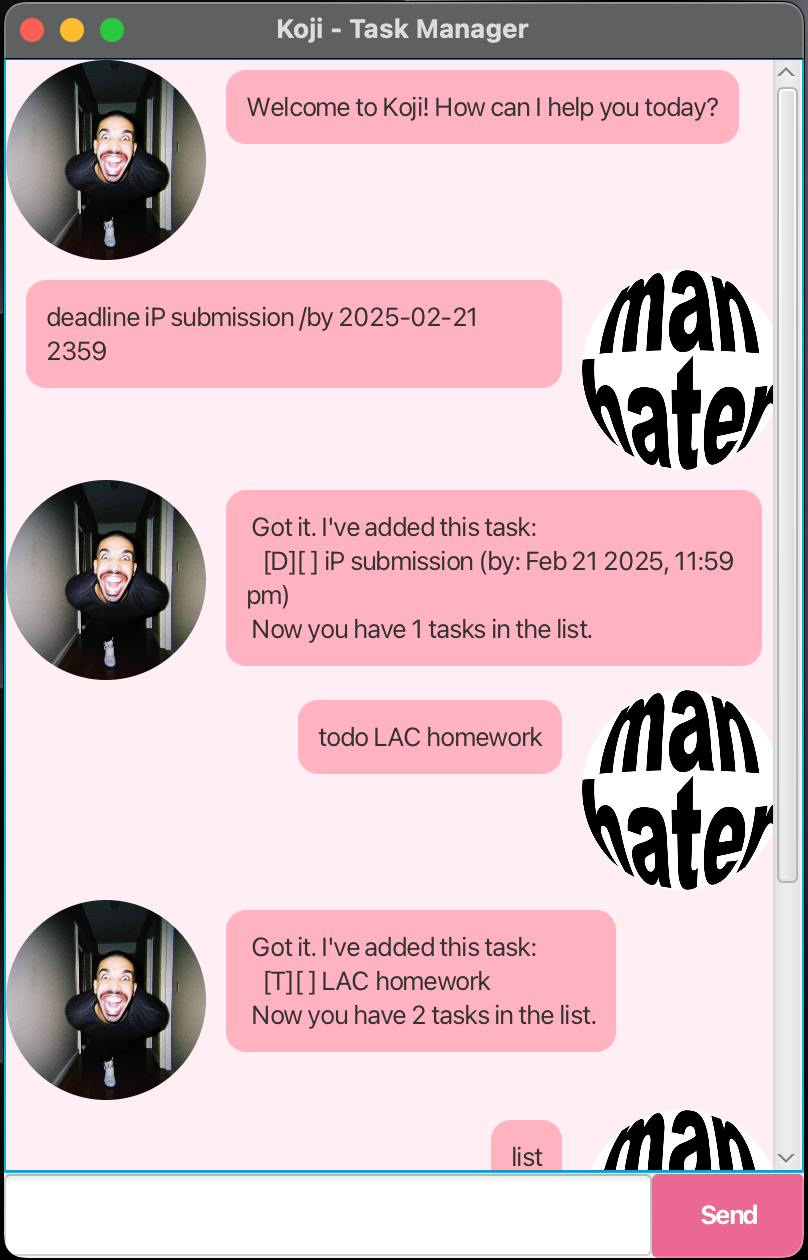 Koji - Task Manager
Welcome to Koji! How can I help you today?
deadline iP submission /by 2025-02-21
2359
man
hater
Got it. I've added this task:
[D][ ] iP submission (by: Feb 21 2025, 11:59
pm)
Now you have 1 tasks in the list.
todo LAC homework
man
hater
Got it. I've added this task:
[T][ ] LAC homework
Now you have 2 tasks in the list.
list
man
Send